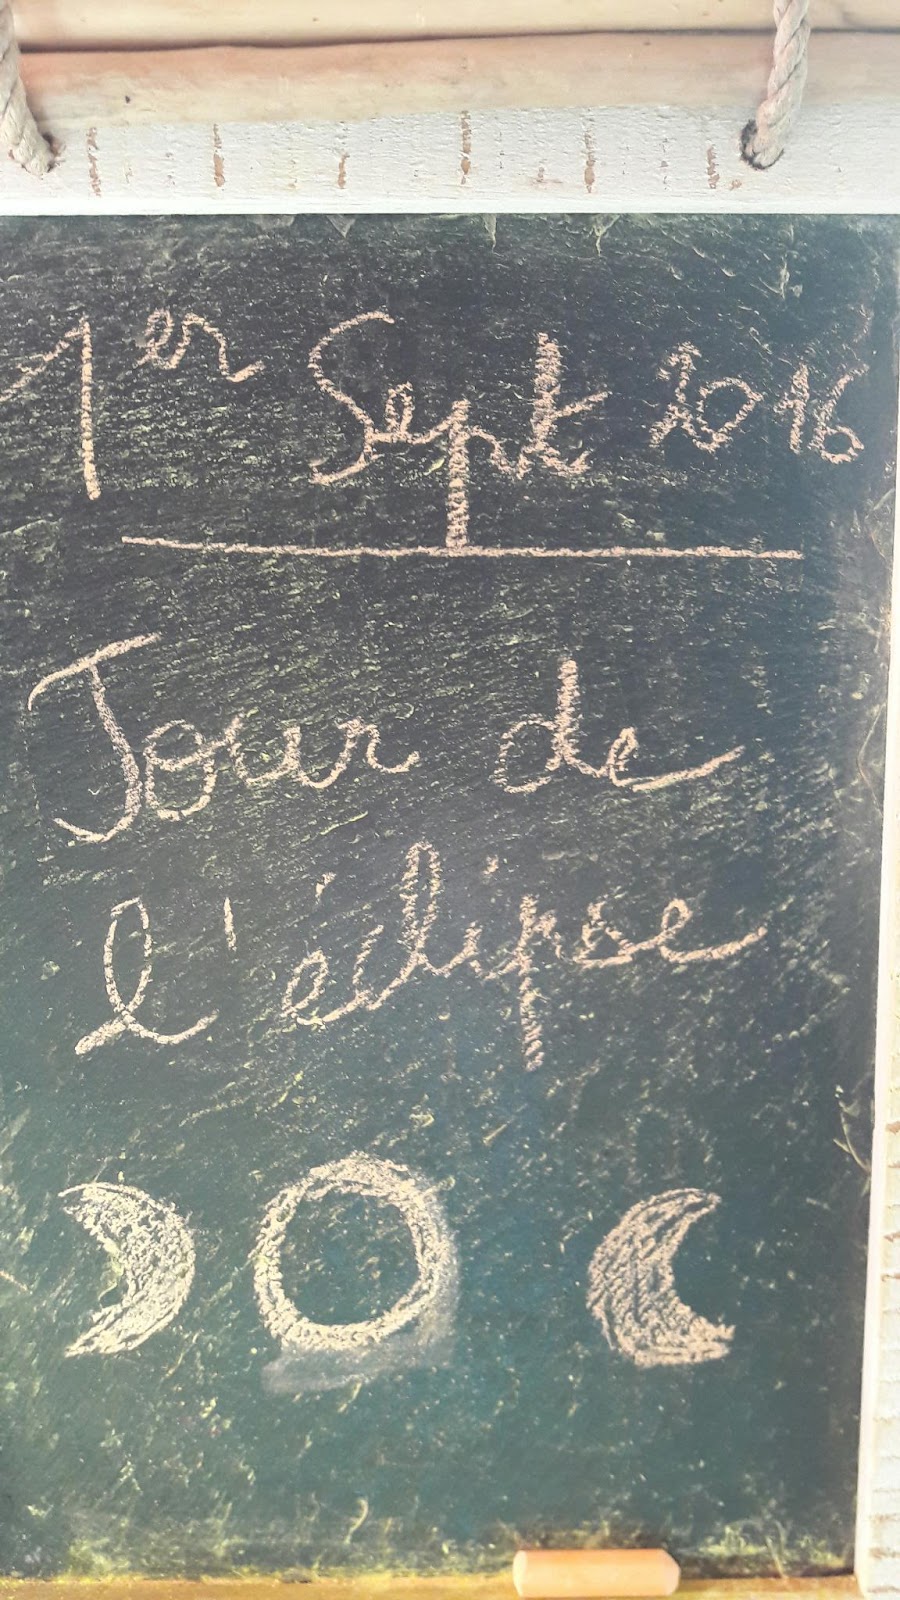 1er Sept 2016
Jour de
l'éclipse